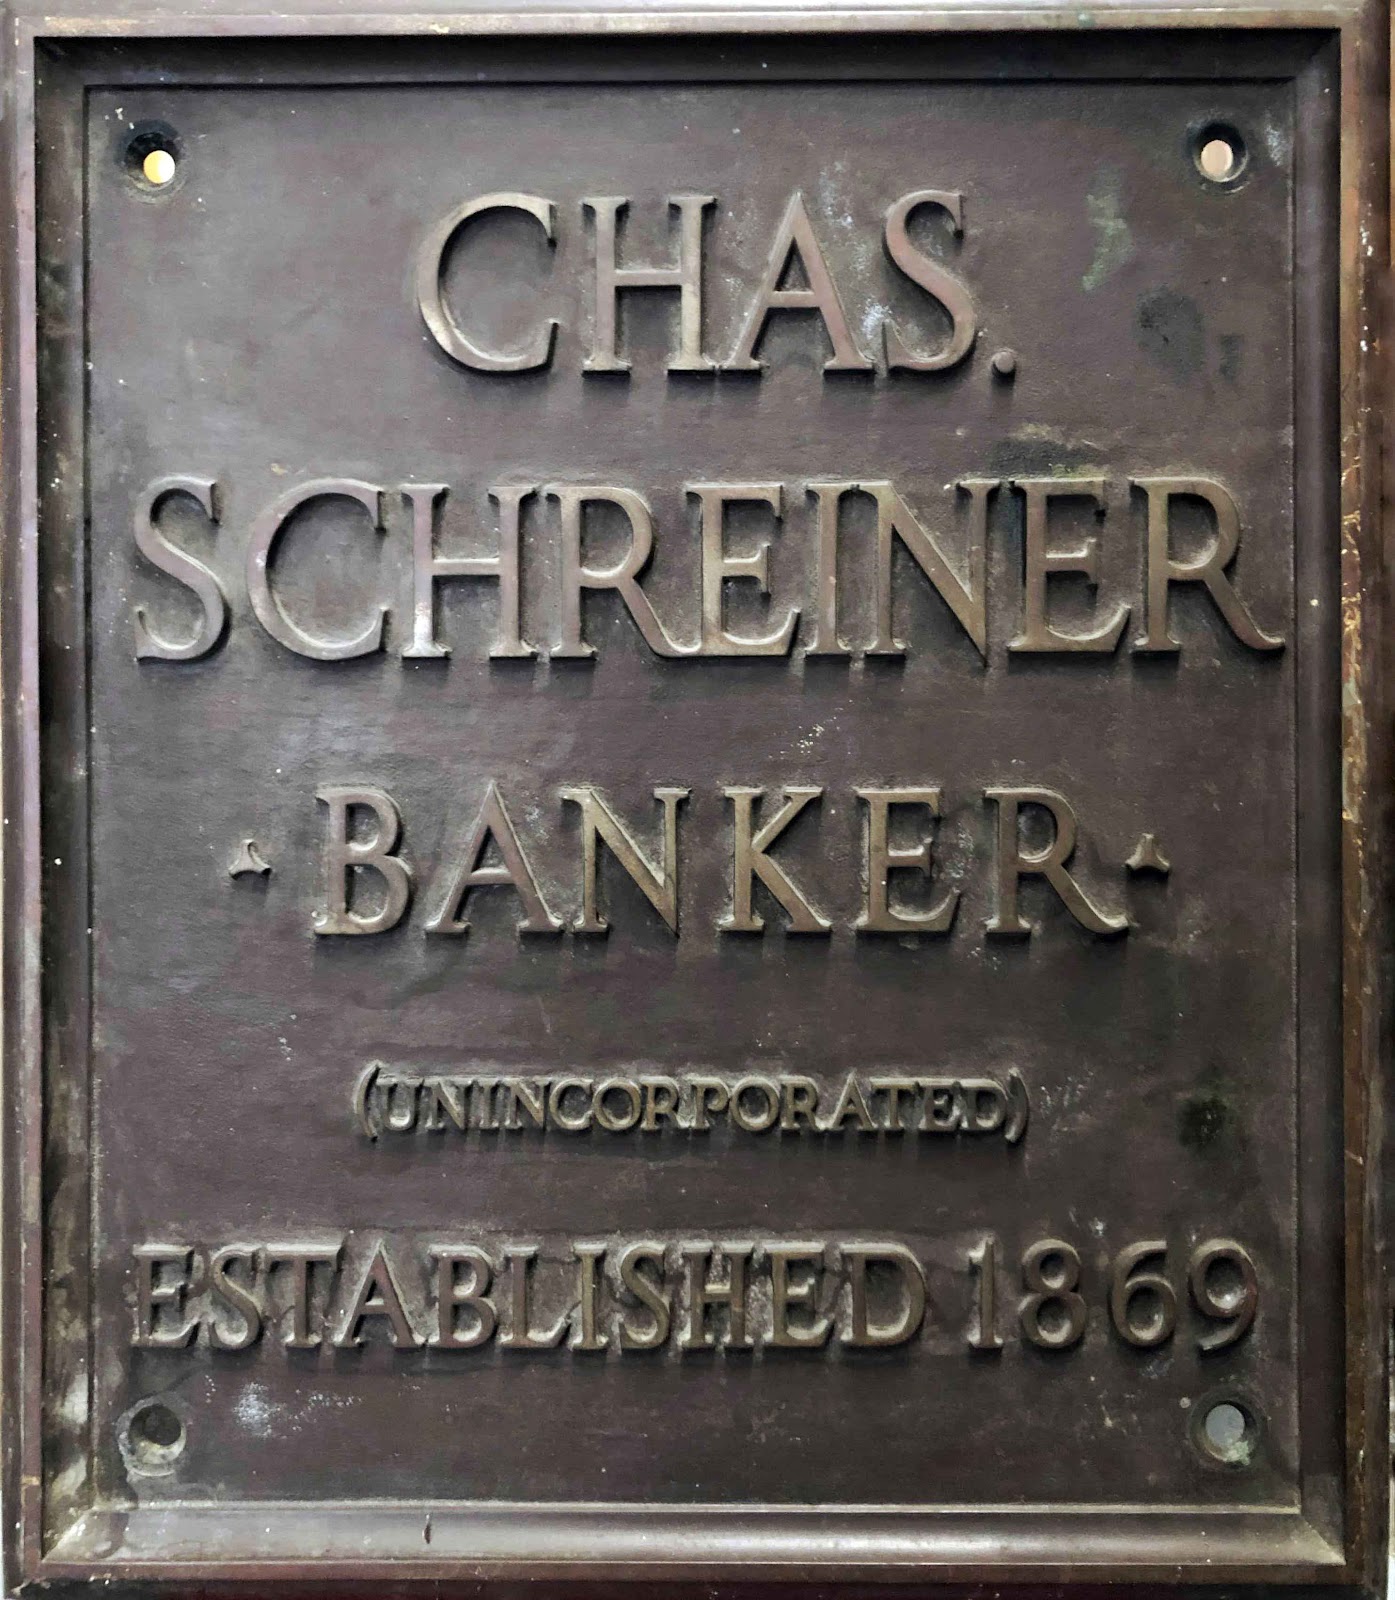 CHAS.
SCHREINER
· BANKER ·
(UNINCORPORATED)
ESTABLISHED 1869